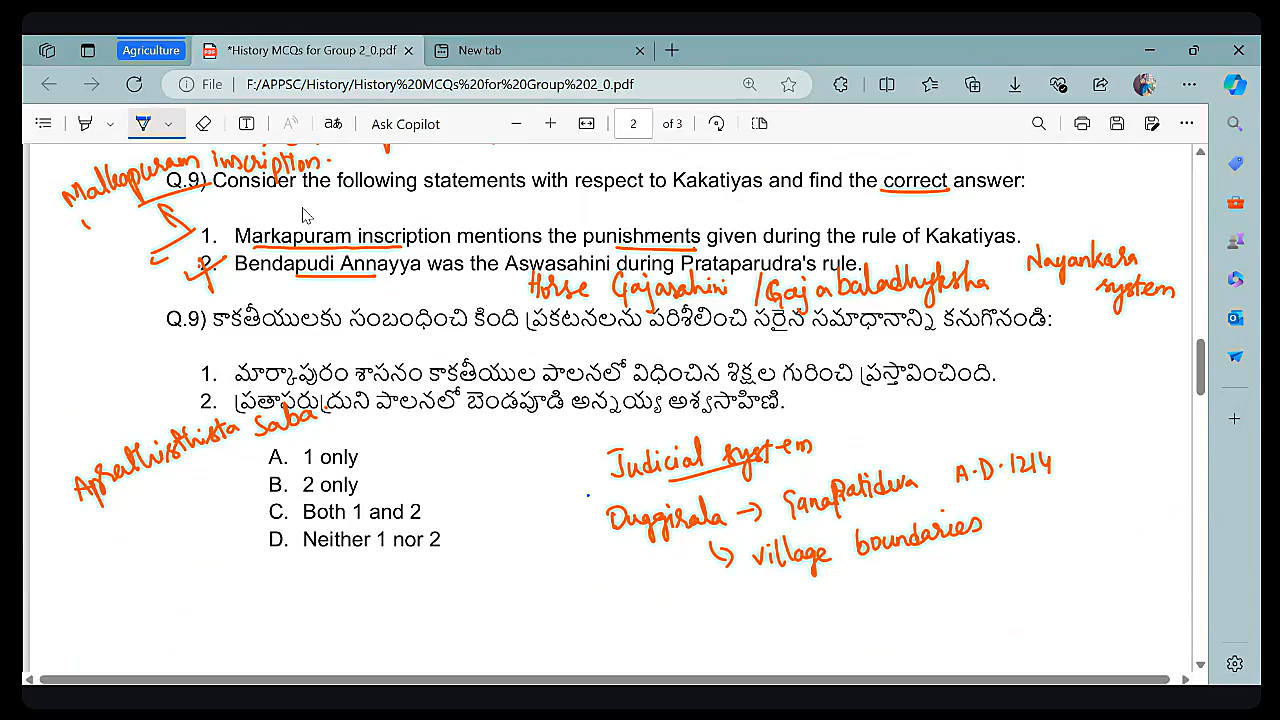 Agriculture
*History MCQs for Group 2_0.pdf
New tab
File
F:/APPSC/History/History%20MCQs%20for%20Group%202_0.pdf
Ask Copilot
2
of 3
Malkapuram inscription.
Q.9) Consider the following statements with respect to Kakatiyas and find the correct answer:
1. Markapuram inscription mentions the punishments given during the rule of Kakatiyas.
2. Bendapudi Annayya was the Aswasahini during Prataparudra's rule.
Nayankara
system
Horse Gajasahini / Gajabaladhyksha
Q.9) కాకతీయులకు సంబంధించి కింది ప్రకటనలను పరిశీలించి సరైన సమాధానాన్ని కనుగొనండి:
1. మార్కాపురం శాసనం కాకతీయుల పాలనలో విధించిన శిక్షల గురించి ప్రస్తావించింది.
2. ప్రతాపరుద్రుని పాలనలో బెండపూడి అన్నయ్య అశ్వసాహిణి.
Aprathisthista Saba.
A. 1 only
B. 2 only
C. Both 1 and 2
D. Neither 1 nor 2
Judicial system
Duggirala → Ganapatideva A.D.1214
↳ village boundaries